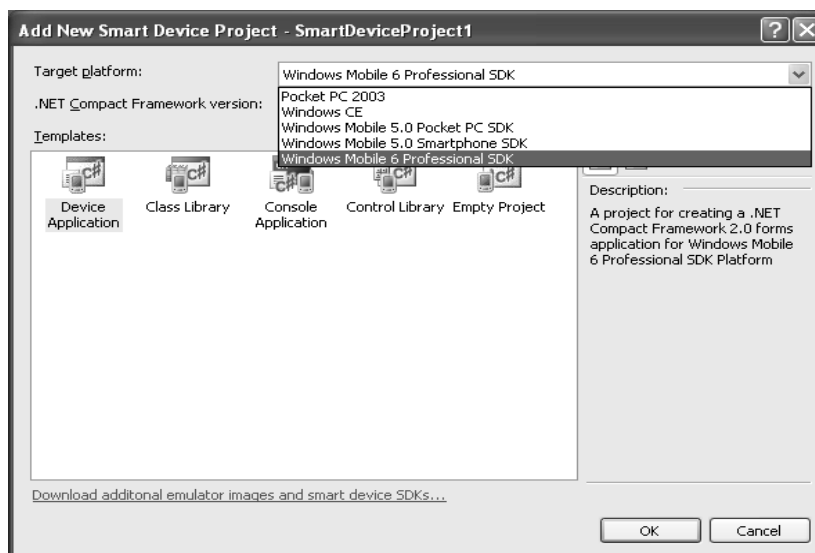 Add New Smart Device Project - SmartDeviceProject1
Target platform:
Windows Mobile 6 Professional SDK
.NET Compact Framework version:
Pocket PC 2003
Windows CE
Windows Mobile 5.0 Pocket PC SDK
Windows Mobile 5.0 Smartphone SDK
Windows Mobile 6 Professional SDK
Templates:
Device Application
Class Library
Console Application
Control Library
Empty Project
Description:
A project for creating a .NET
Compact Framework 2.0 forms
application for Windows Mobile
6 Professional SDK Platform
Download additonal emulator images and smart device SDKs...
OK
Cancel